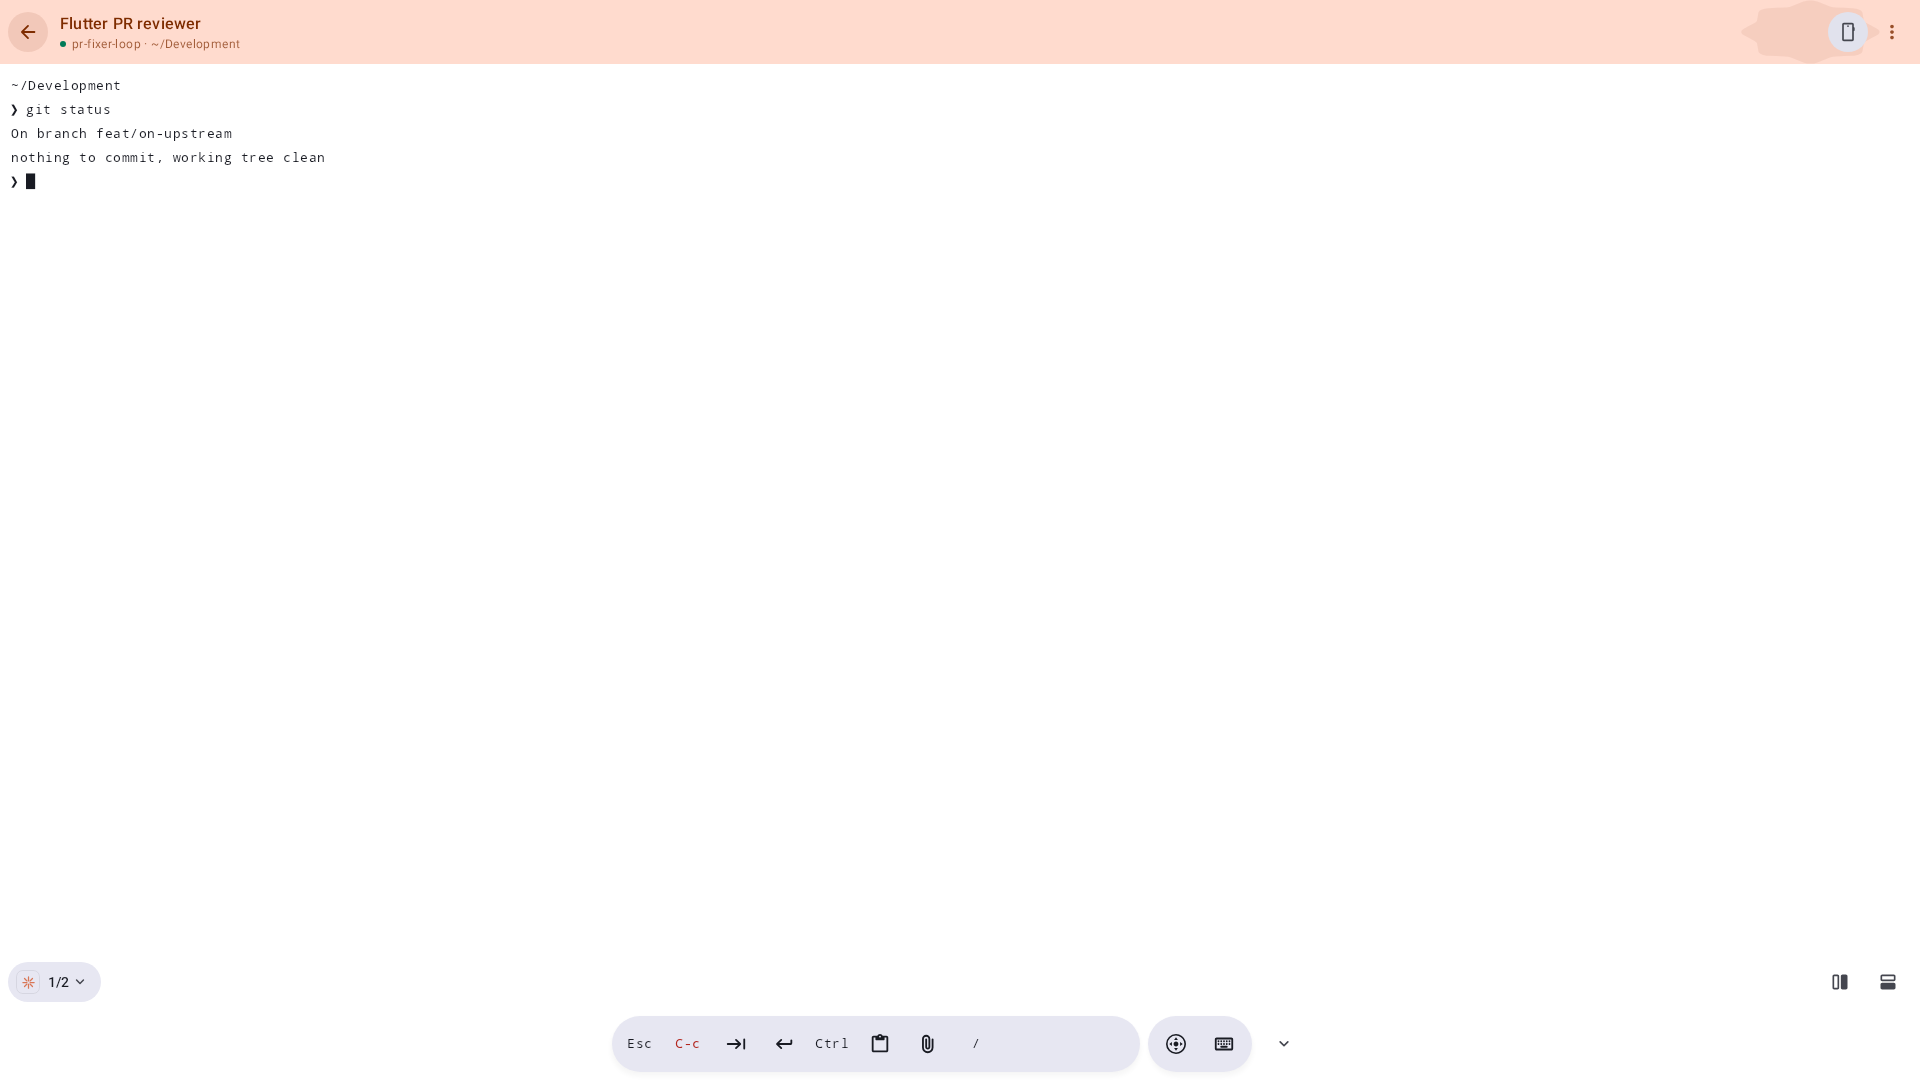 Flutter PR reviewer
pr-fixer-loop · ~/Development
~/Development
❯ git status
On branch feat/on-upstream
nothing to commit, working tree clean
❯
1/2
Esc C-c Ctrl /